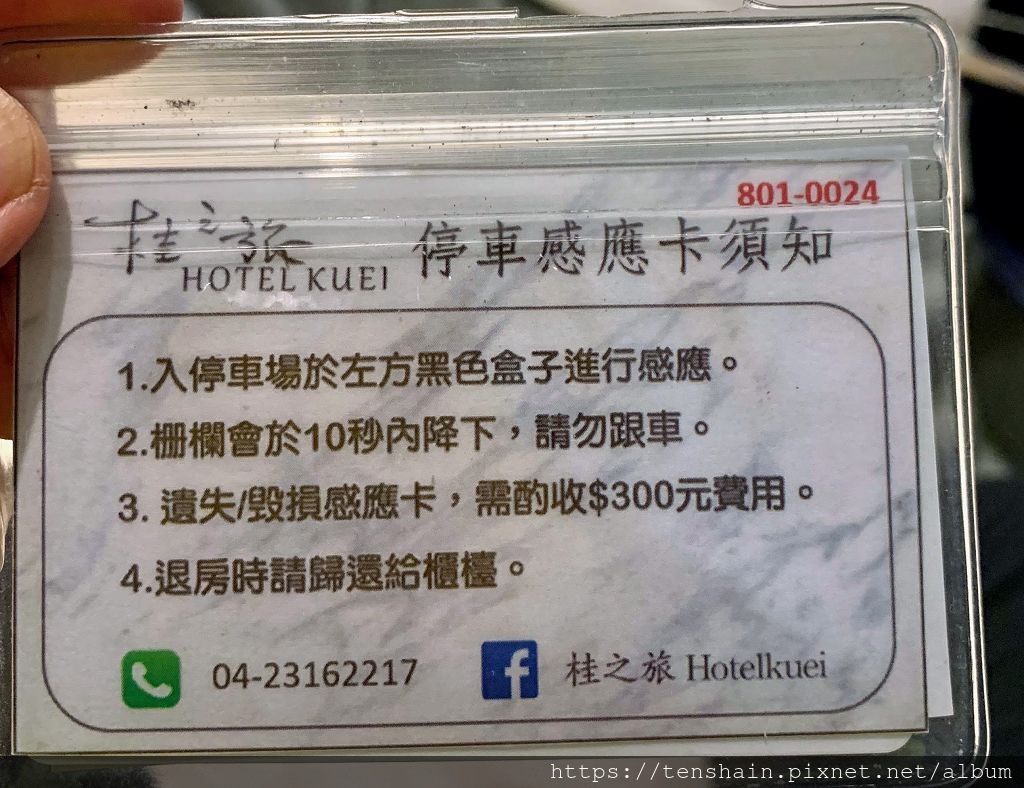 801-0024
桂之旅 停車感應卡須知
HOTEL KUEI
1.入停車場於左方黑色盒子進行感應。
2.柵欄會於10秒內降下，請勿跟車。
3. 遺失/毀損感應卡，需酌收$300元費用。
4.退房時請歸還給櫃檯。
04-23162217
桂之旅 Hotelkuei
https://tenshain.pixnet.net/album